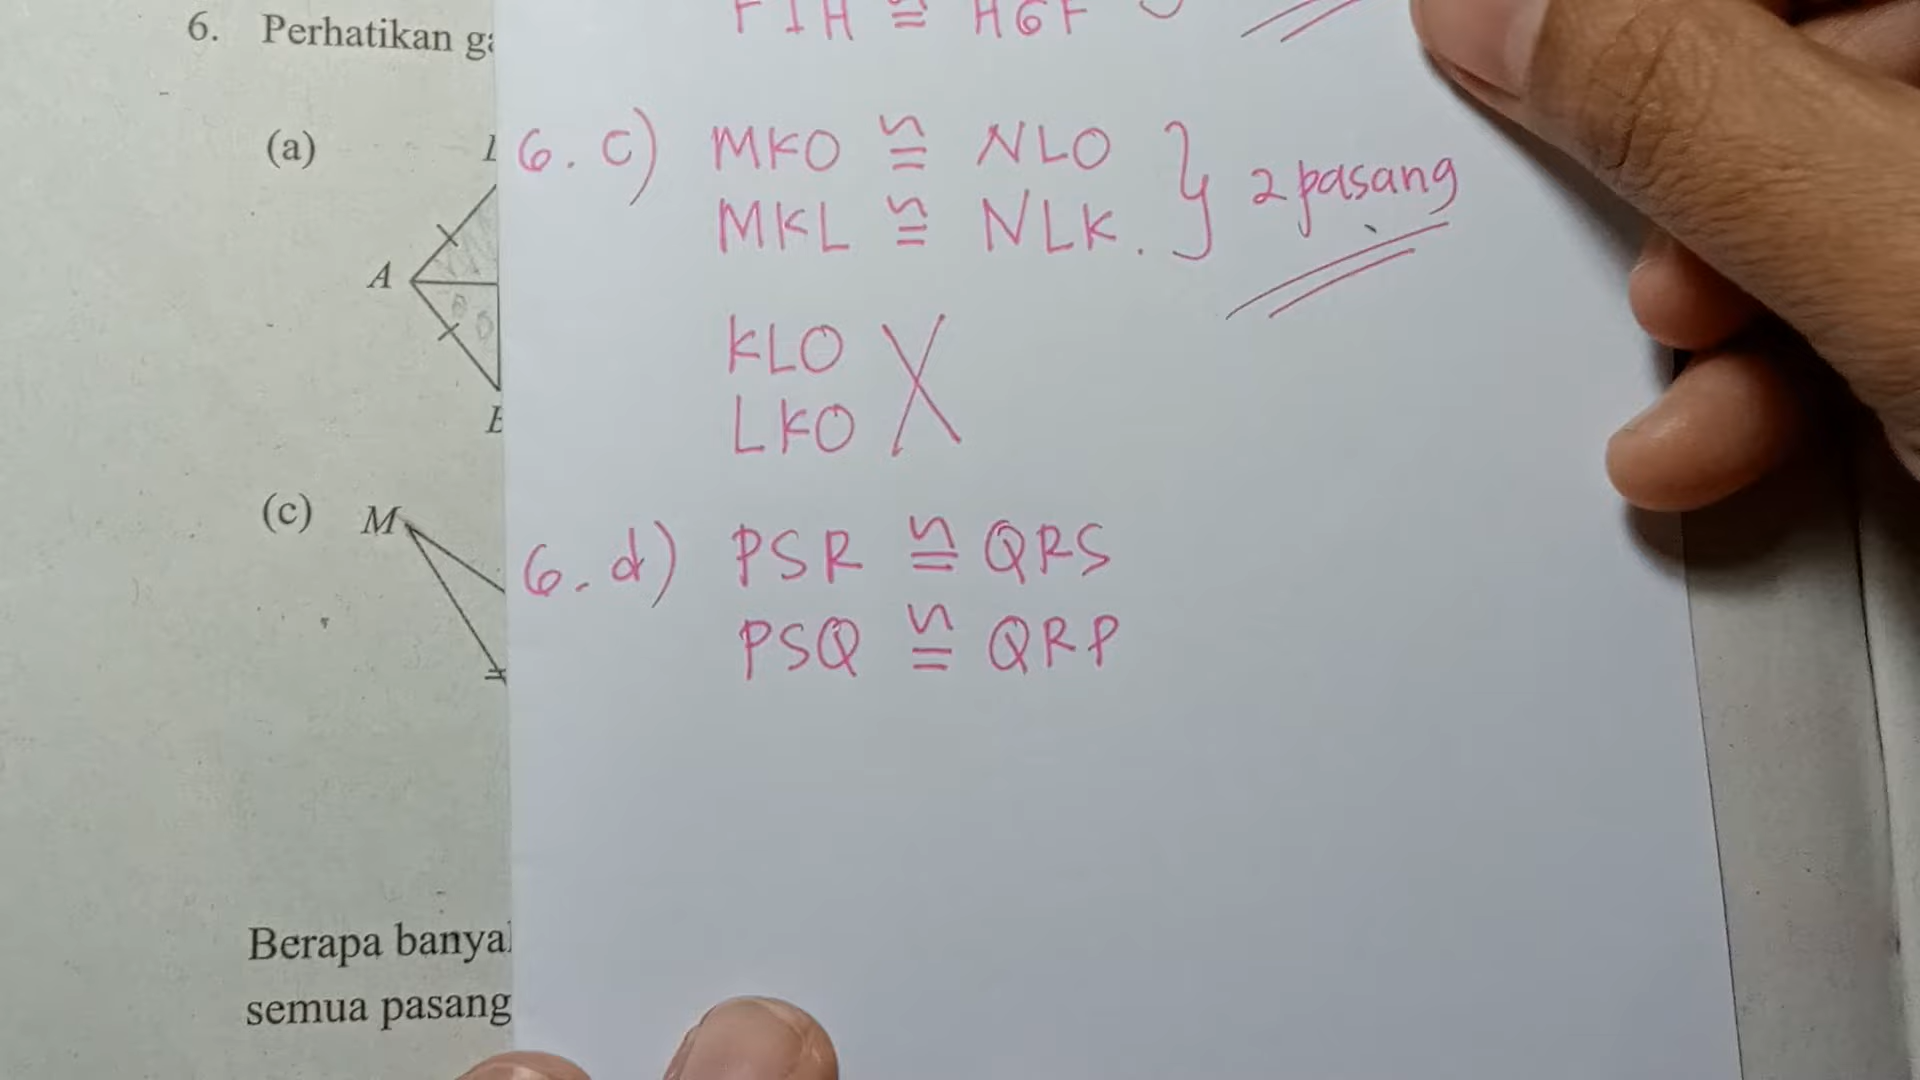 6. Perhatikan
FIH ≅ HGF
(a)
A
6. c) MKO ≅ NLO
MKL ≅ NLK.
2 pasang
KLO
LKO
(c) M
6. d) PSR ≅ QRS
PSQ ≅ QRP
Berapa
semua pasang